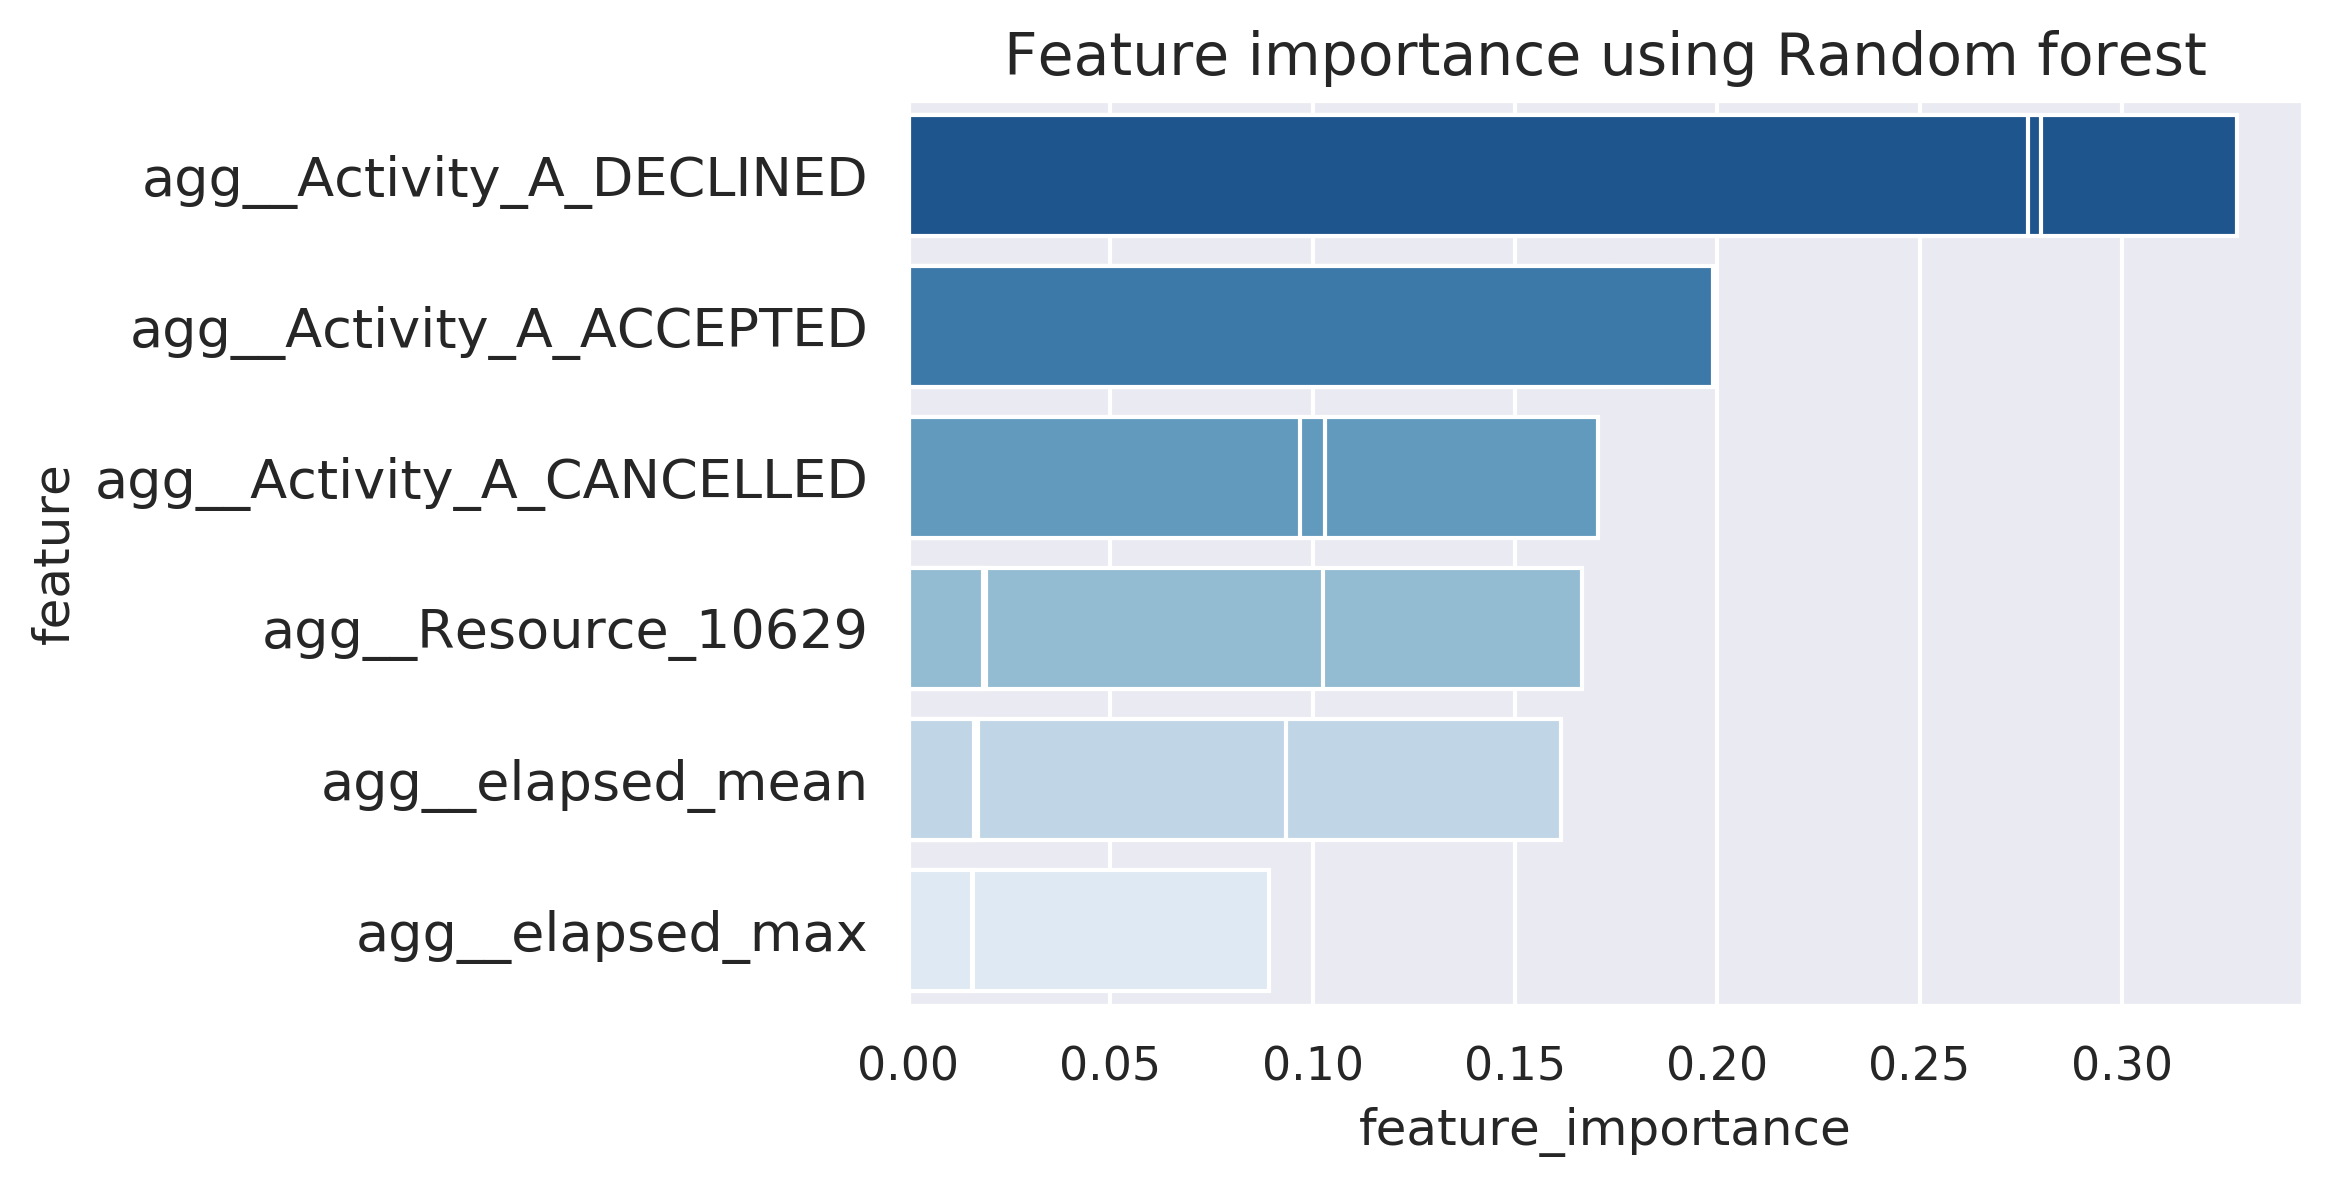 Feature importance using Random forest
agg__Activity_A_DECLINED
agg__Activity_A_ACCEPTED
agg__Activity_A_CANCELLED
agg__Resource_10629
agg__elapsed_mean
agg__elapsed_max
feature
0.00 0.05 0.10 0.15 0.20 0.25 0.30
feature_importance